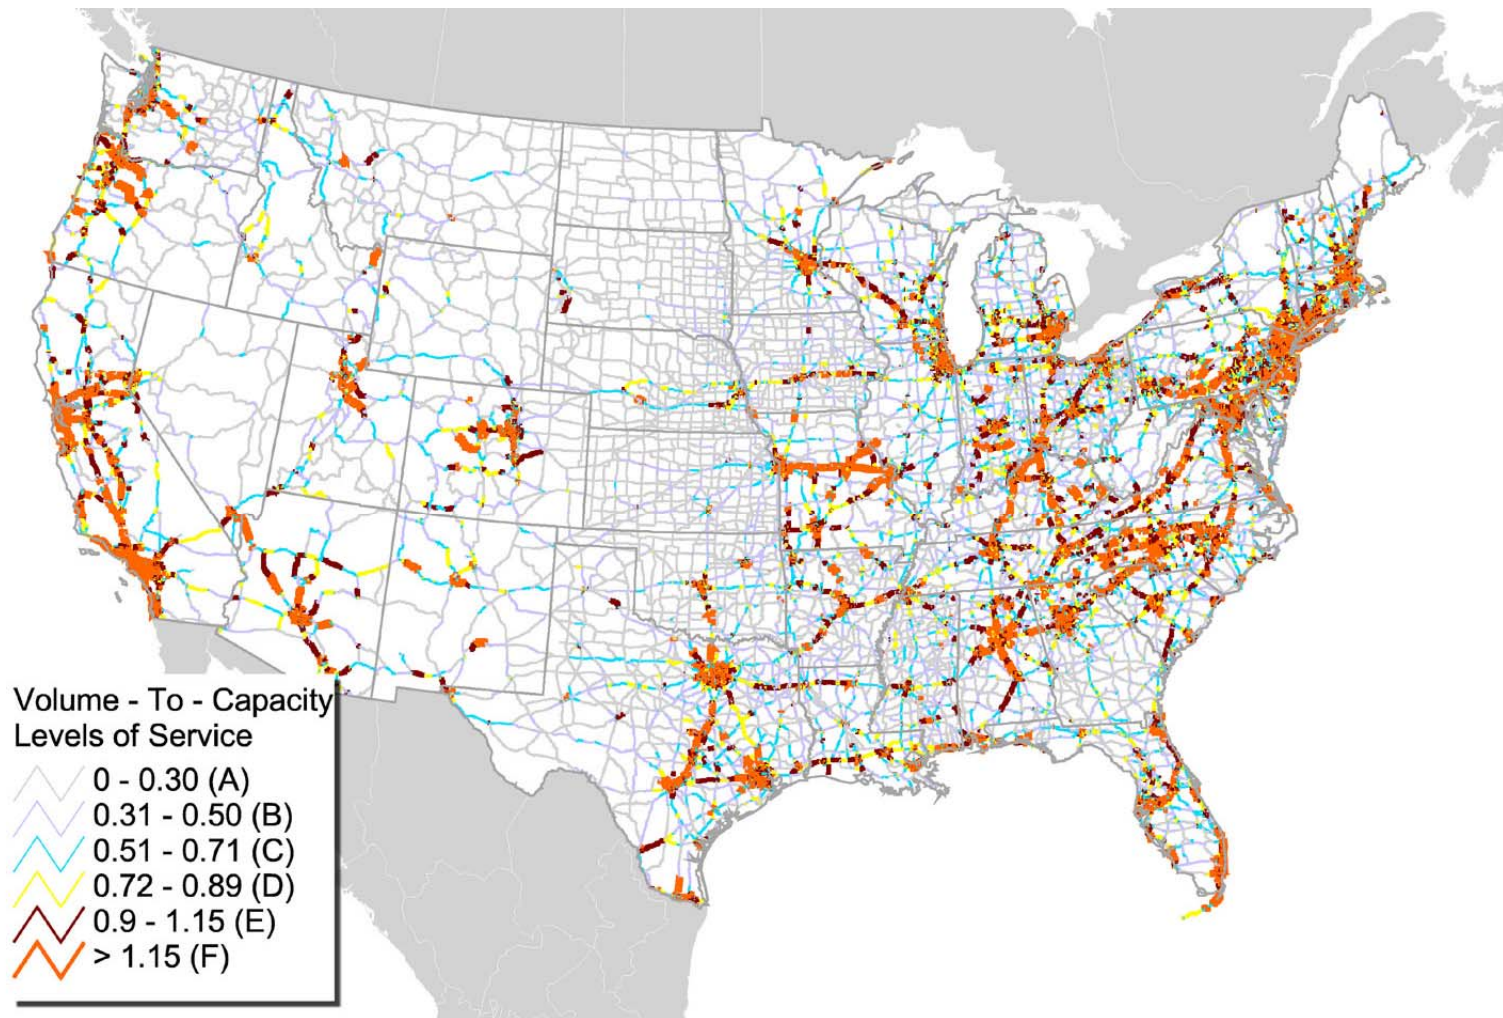 Volume - To - Capacity
Levels of Service
0 - 0.30 (A)
0.31 - 0.50 (B)
0.51 - 0.71 (C)
0.72 - 0.89 (D)
0.9 - 1.15 (E)
> 1.15 (F)